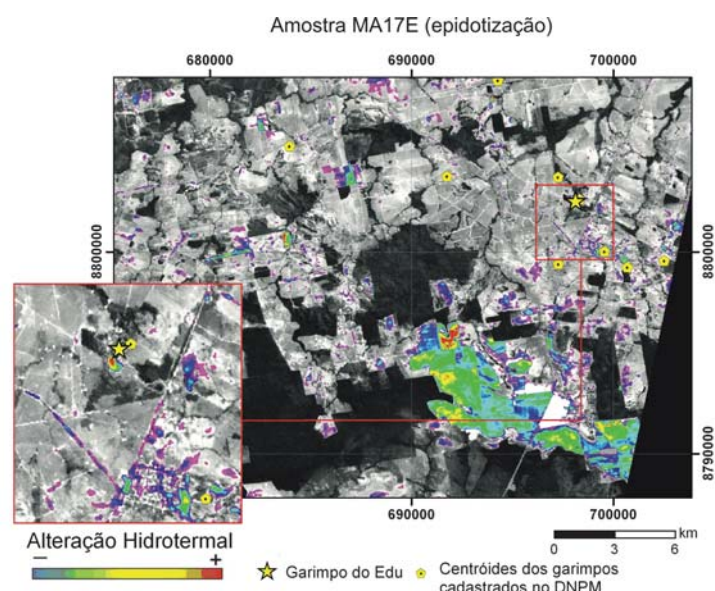 Amostra MA17E (epidotização)
680000
690000
700000
8800000
8800000
8790000
690000
700000
km
0 3 6
Alteração Hidrotermal
− +
Garimpo do Edu
Centróides dos garimpos
cadastrados no DNPM